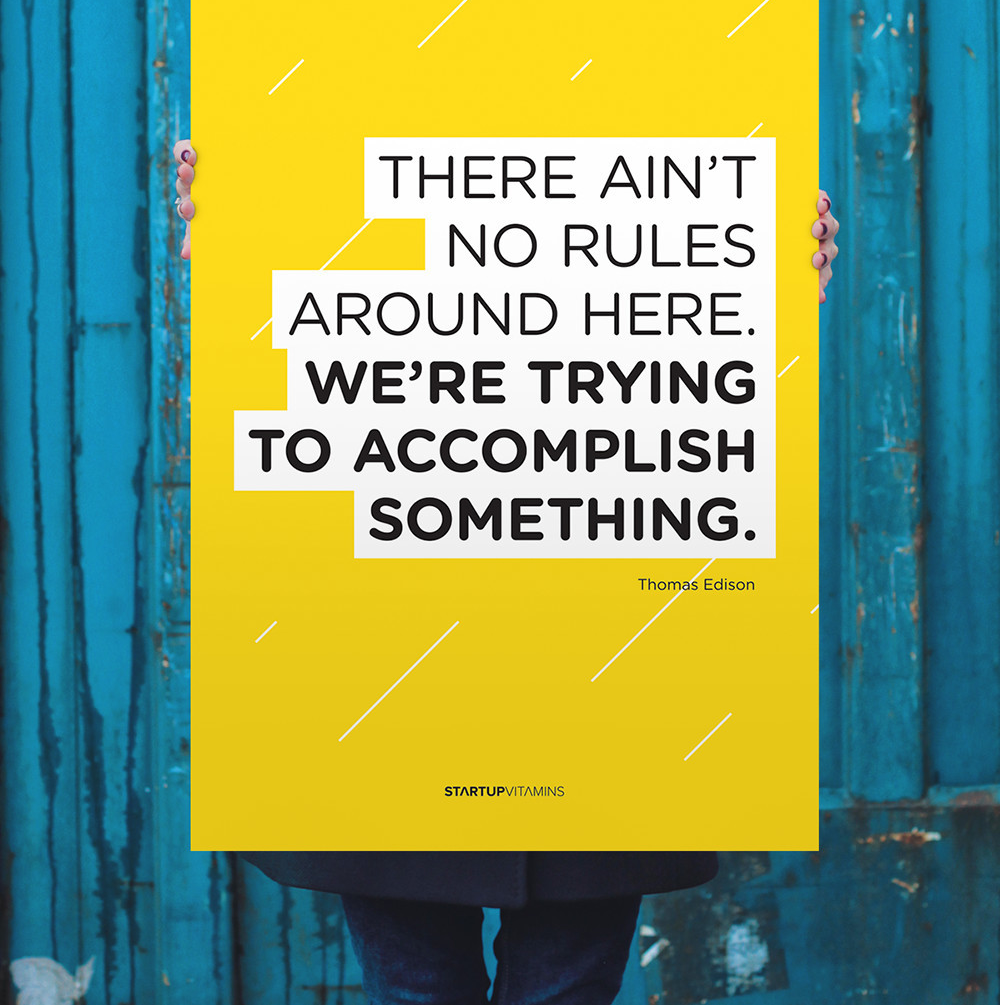 THERE AIN’T
NO RULES
AROUND HERE.
WE’RE TRYING
TO ACCOMPLISH
SOMETHING.
Thomas Edison
STARTUPVITAMINS